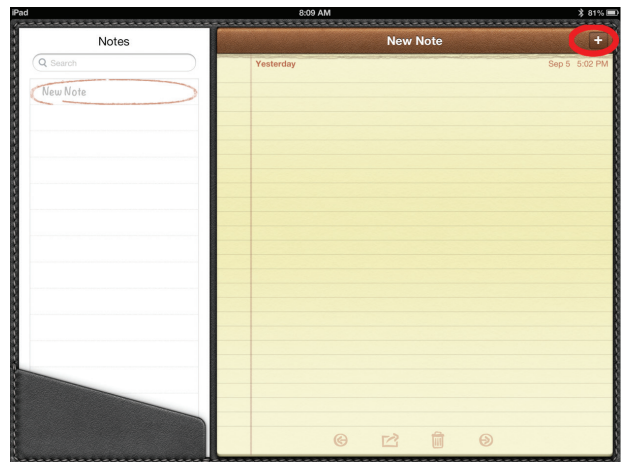 iPad 8:09 AM 81%
Notes New Note +
Search
Yesterday Sep 5 5:02 PM
New Note